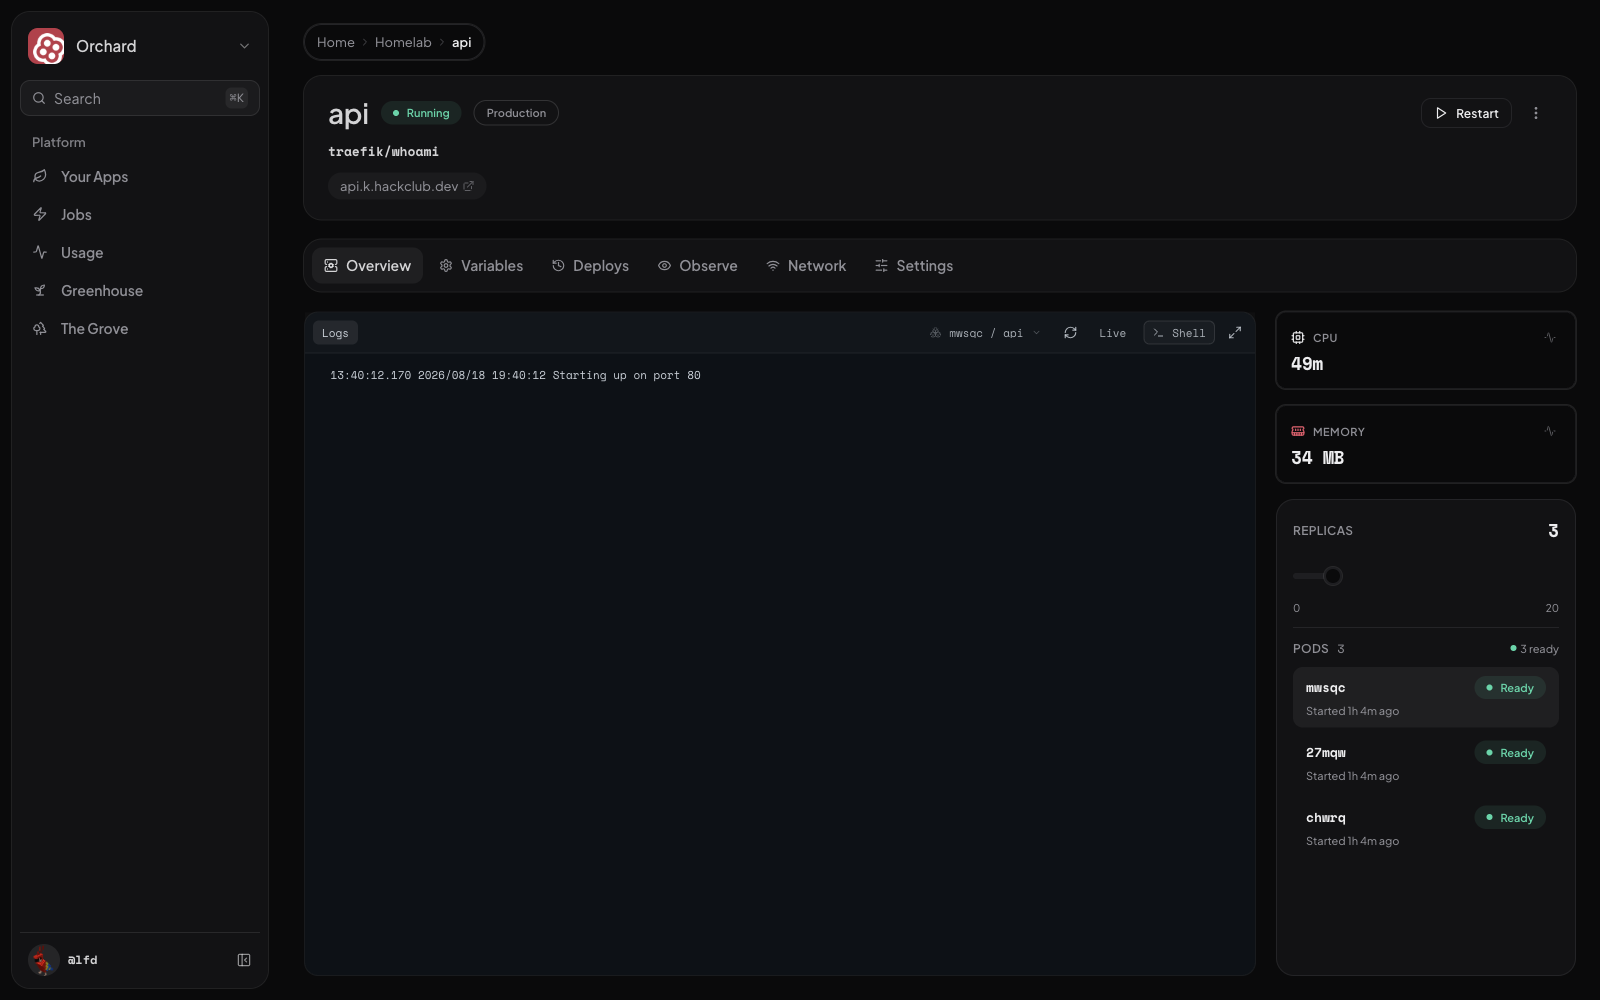 Orchard
Search ⌘K
Platform
Your Apps
Jobs
Usage
Greenhouse
The Grove
@lfd
Home › Homelab › api
api Running Production
Restart
traefik/whoami
api.k.hackclub.dev
Overview Variables Deploys Observe Network Settings
Logs mwsqc / api Live Shell
13:40:12.170 2026/08/18 19:40:12 Starting up on port 80
CPU
49m
MEMORY
34 MB
REPLICAS 3
0 20
PODS 3 3 ready
mwsqc Ready
Started 1h 4m ago
27mqw Ready
Started 1h 4m ago
chwrq Ready
Started 1h 4m ago